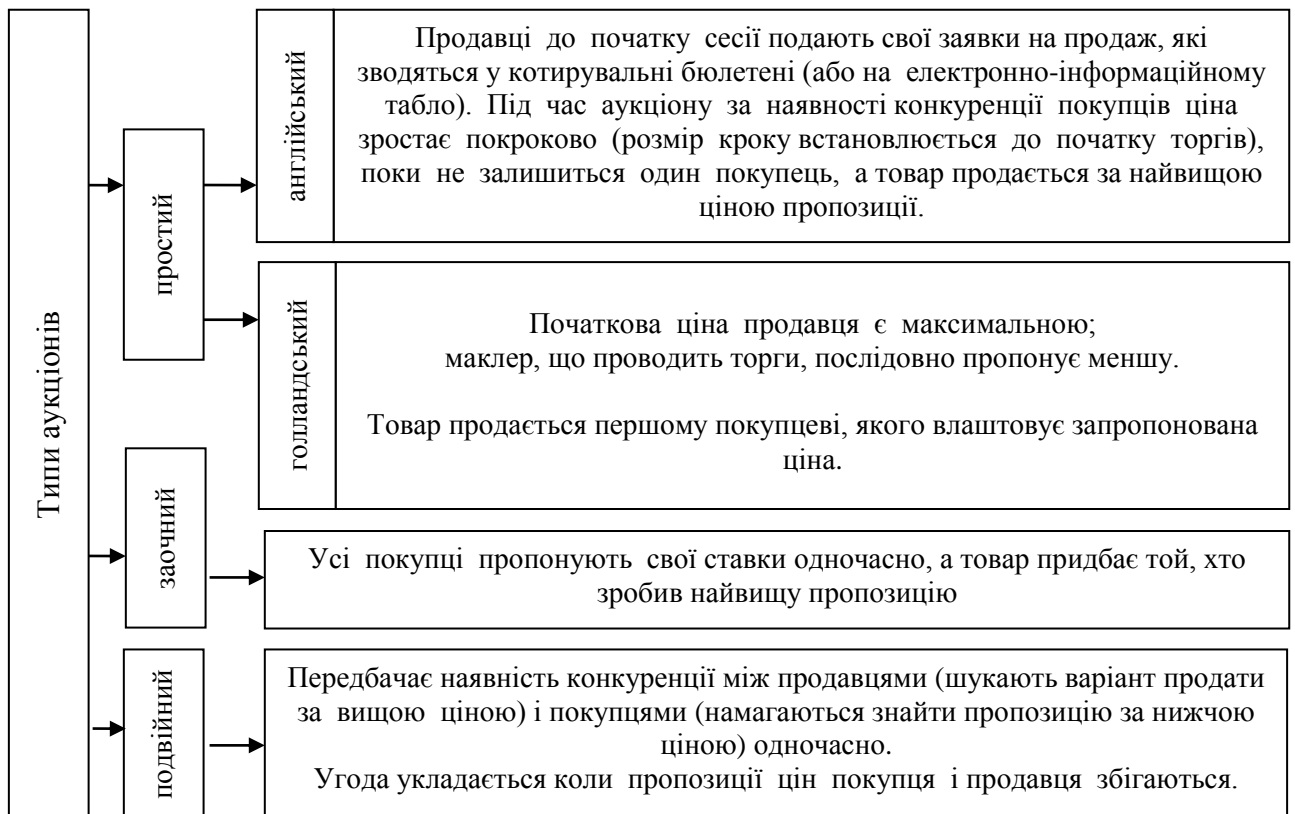 Типи аукціонів
простий
англійський
Продавці до початку сесії подають свої заявки на продаж, які
зводяться у котирувальні бюлетені (або на електронно-інформаційному
табло). Під час аукціону за наявності конкуренції покупців ціна
зростає покроково (розмір кроку встановлюється до початку торгів),
поки не залишиться один покупець, а товар продається за найвищою
ціною пропозиції.
голландський
Початкова ціна продавця є максимальною;
маклер, що проводить торги, послідовно пропонує меншу.
Товар продається першому покупцеві, якого влаштовує запропонована
ціна.
заочний
Усі покупці пропонують свої ставки одночасно, а товар придбає той, хто
зробив найвищу пропозицію
подвійний
Передбачає наявність конкуренції між продавцями (шукають варіант продати
за вищою ціною) і покупцями (намагаються знайти пропозицію за нижчою
ціною) одночасно.
Угода укладається коли пропозиції цін покупця і продавця збігаються.